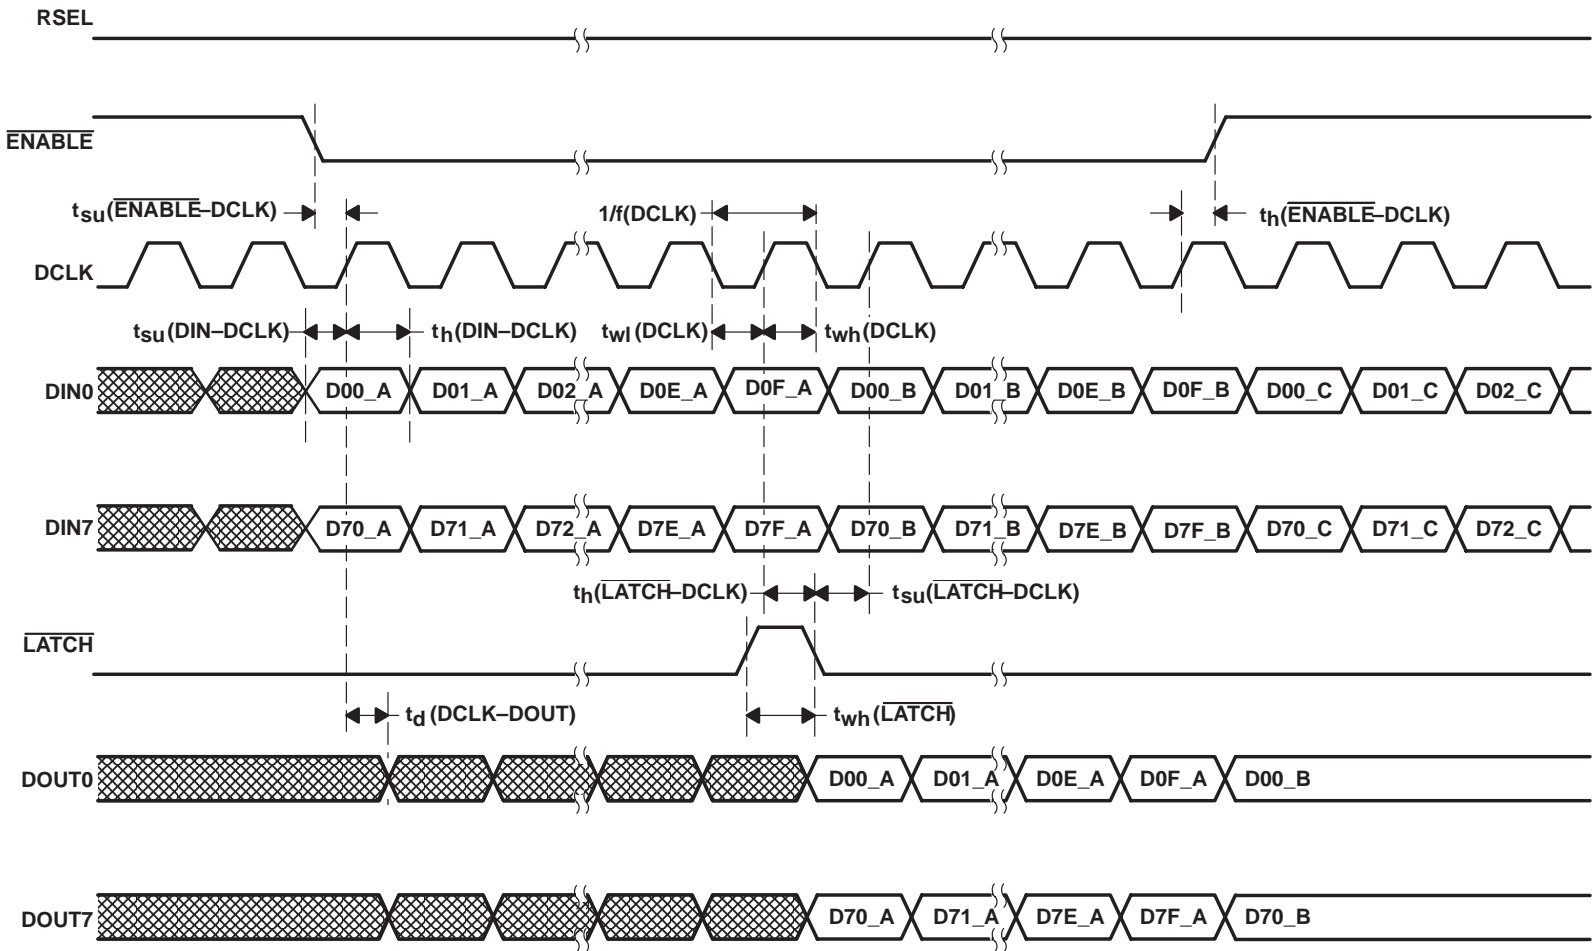 RSEL
ENABLE
tsu(ENABLE–DCLK)
1/f(DCLK)
th(ENABLE–DCLK)
DCLK
tsu(DIN–DCLK)
th(DIN–DCLK)
twl(DCLK)
twh(DCLK)
DIN0 D00_A D01_A D02_A D0E_A D0F_A D00_B D01_B D0E_B D0F_B D00_C D01_C D02_C
DIN7 D70_A D71_A D72_A D7E_A D7F_A D70_B D71_B D7E_B D7F_B D70_C D71_C D72_C
th(LATCH–DCLK)
tsu(LATCH–DCLK)
LATCH
td(DCLK–DOUT)
twh(LATCH)
DOUT0 D00_A D01_A D0E_A D0F_A D00_B
DOUT7 D70_A D71_A D7E_A D7F_A D70_B